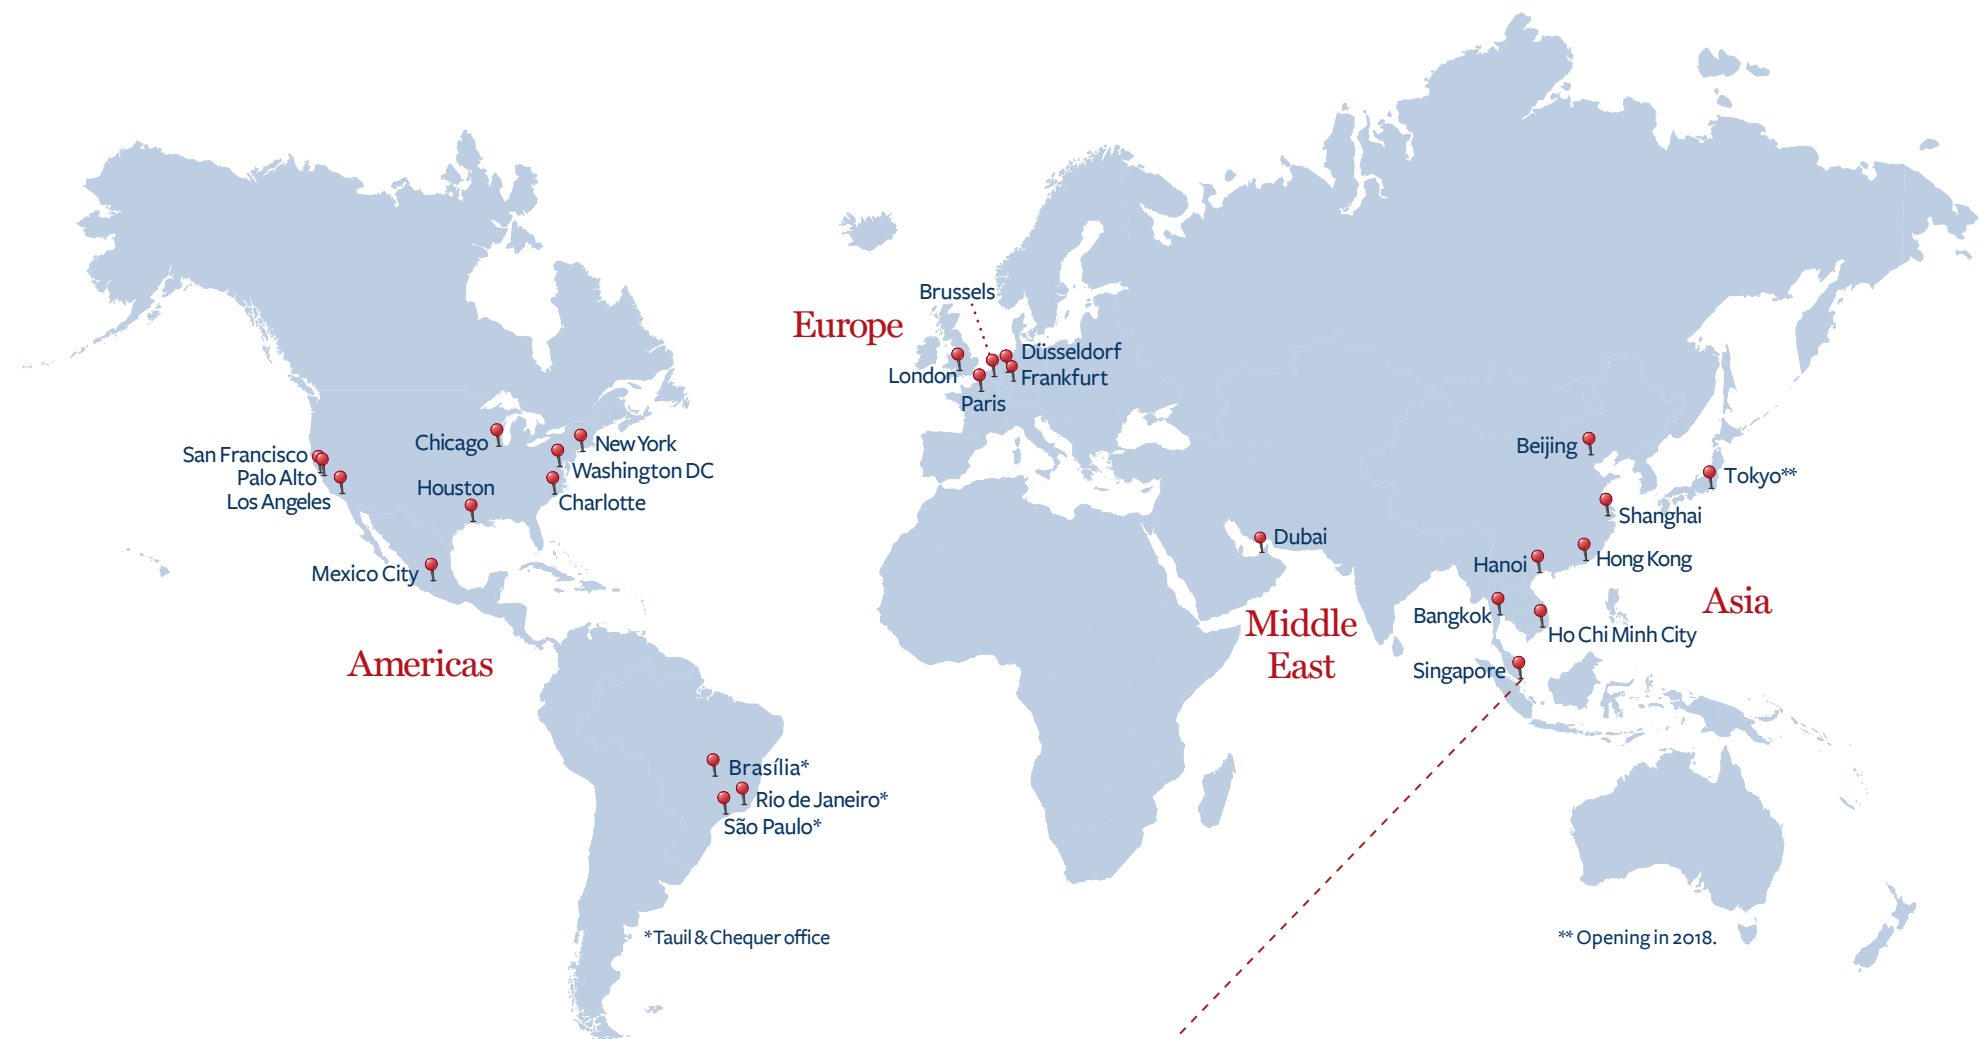 Brussels
Europe
Düsseldorf
London
Frankfurt
Paris
Chicago
New York
San Francisco
Washington DC
Palo Alto
Houston
Los Angeles
Charlotte
Mexico City
Americas
Brasília*
Rio de Janeiro*
São Paulo*
*Tauil & Chequer office
Dubai
Middle
East
Beijing
Tokyo**
Shanghai
Hanoi
Hong Kong
Asia
Bangkok
Ho Chi Minh City
Singapore
** Opening in 2018.